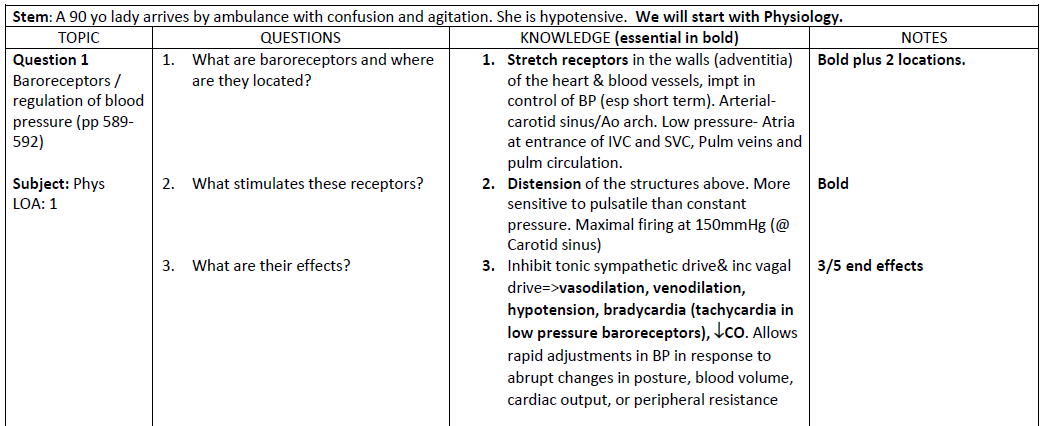 Stem: A 90 yo lady arrives by ambulance with confusion and agitation. She is hypotensive. We will start with Physiology.
TOPIC
QUESTIONS
KNOWLEDGE (essential in bold)
NOTES
Question 1
Baroreceptors /
regulation of blood
pressure (pp 589-
592)
Subject: Phys
LOA: 1
1. What are baroreceptors and where
are they located?
1. Stretch receptors in the walls (adventitia)
of the heart & blood vessels, impt in
control of BP (esp short term). Arterial-
carotid sinus/Ao arch. Low pressure- Atria
at entrance of IVC and SVC, Pulm veins and
pulm circulation.
Bold plus 2 locations.
2. What stimulates these receptors?
2. Distension of the structures above. More
sensitive to pulsatile than constant
pressure. Maximal firing at 150mmHg (@
Carotid sinus)
Bold
3. What are their effects?
3. Inhibit tonic sympathetic drive& inc vagal
drive=>vasodilation, venodilation,
hypotension, bradycardia (tachycardia in
low pressure baroreceptors), ↓CO. Allows
rapid adjustments in BP in response to
abrupt changes in posture, blood volume,
cardiac output, or peripheral resistance
3/5 end effects